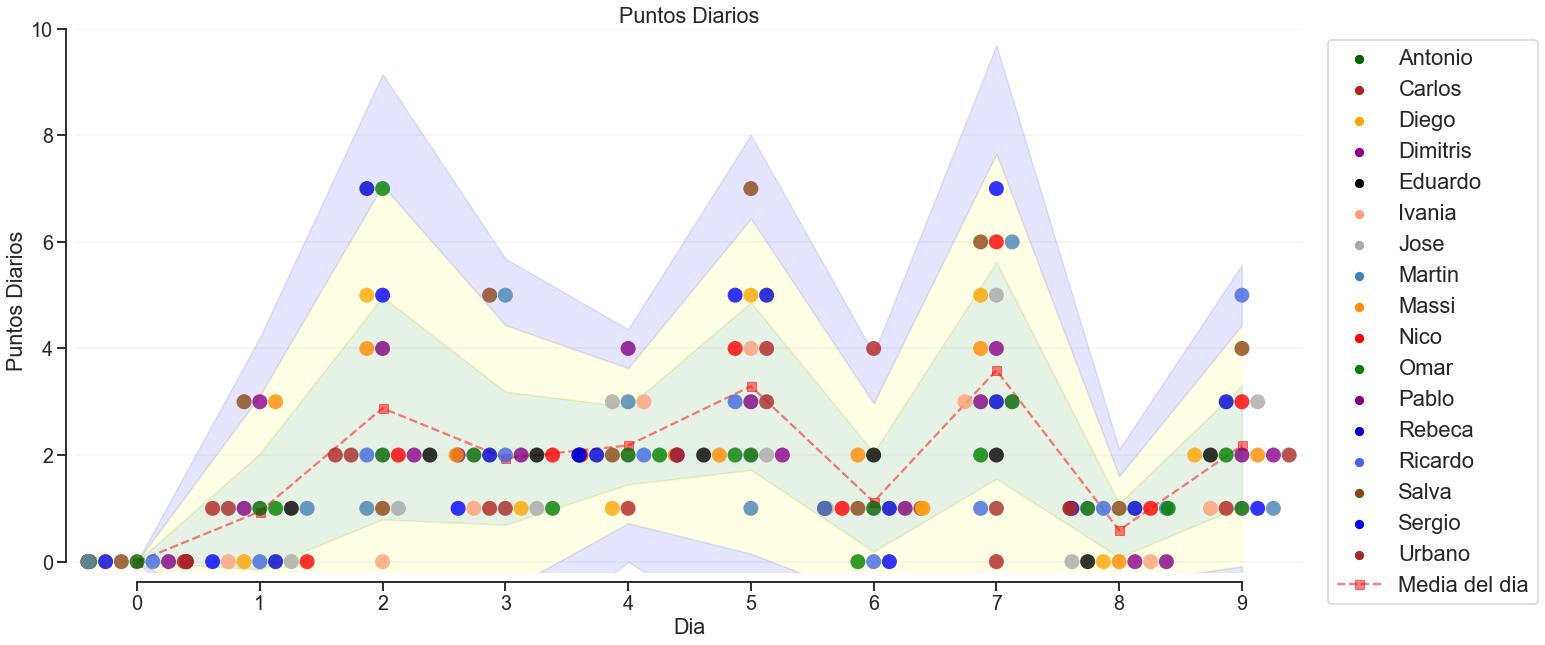 Puntos Diarios
Puntos Diarios
10
8
6
4
2
0
0 1 2 3 4 5 6 7 8 9
Dia
Antonio
Carlos
Diego
Dimitris
Eduardo
Ivania
Jose
Martin
Massi
Nico
Omar
Pablo
Rebeca
Ricardo
Salva
Sergio
Urbano
Media del dia